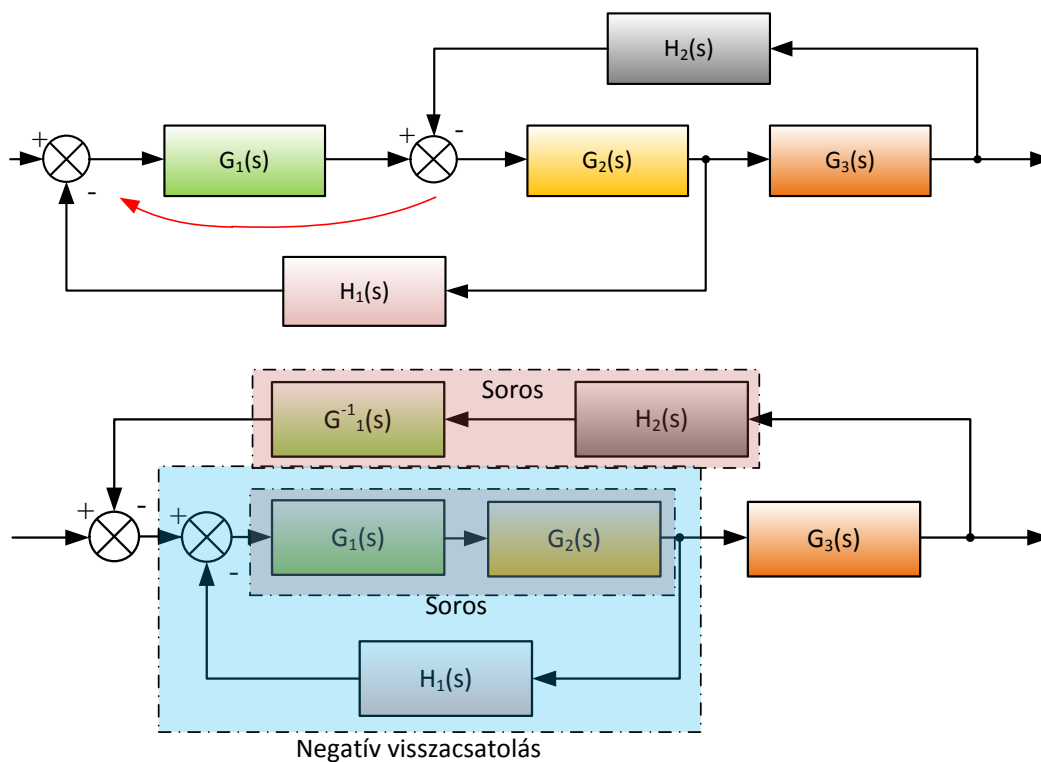 H₂(s)
+ - + -
G₁(s) G₂(s) G₃(s)
-
H₁(s)
Soros
G⁻¹₁(s) H₂(s)
+ - + -
G₁(s) G₂(s) G₃(s)
Soros
H₁(s)
Negatív visszacsatolás